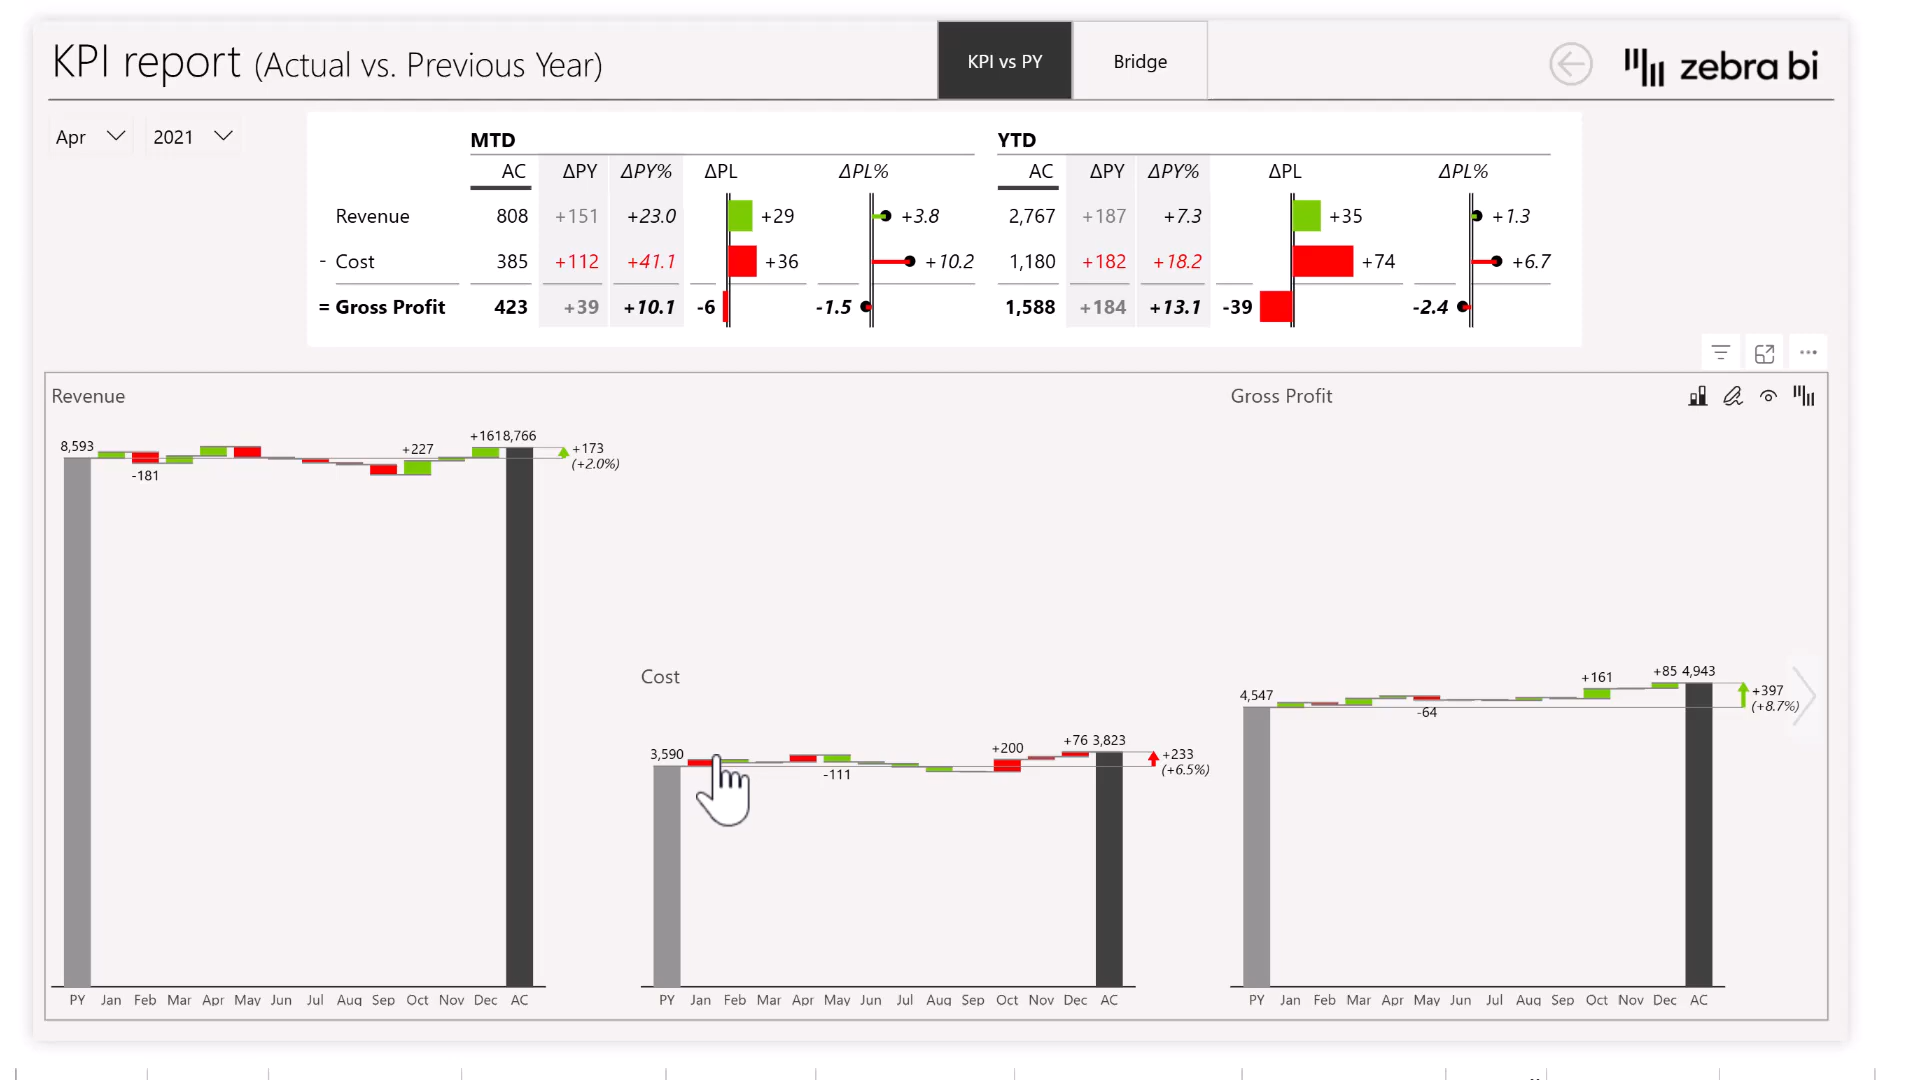 KPI report (Actual vs. Previous Year)
KPI vs PY
Bridge
zebra bi
Apr
2021
MTD
YTD
AC ΔPY ΔPY% ΔPL ΔPL% AC ΔPY ΔPY% ΔPL ΔPL%
Revenue 808 +151 +23.0 +29 +3.8 2,767 +187 +7.3 +35 +1.3
- Cost 385 +112 +41.1 +36 +10.2 1,180 +182 +18.2 +74 +6.7
= Gross Profit 423 +39 +10.1 -6 -1.5 1,588 +184 +13.1 -39 -2.4
Revenue
8,593
-181
+227
+161
8,766
+173
(+2.0%)
PY Jan Feb Mar Apr May Jun Jul Aug Sep Oct Nov Dec AC
Cost
3,590
-111
+200
+76
3,823
+233
(+6.5%)
PY Jan Feb Mar Apr May Jun Jul Aug Sep Oct Nov Dec AC
Gross Profit
4,547
-64
+161
+85
4,943
+397
(+8.7%)
PY Jan Feb Mar Apr May Jun Jul Aug Sep Oct Nov Dec AC